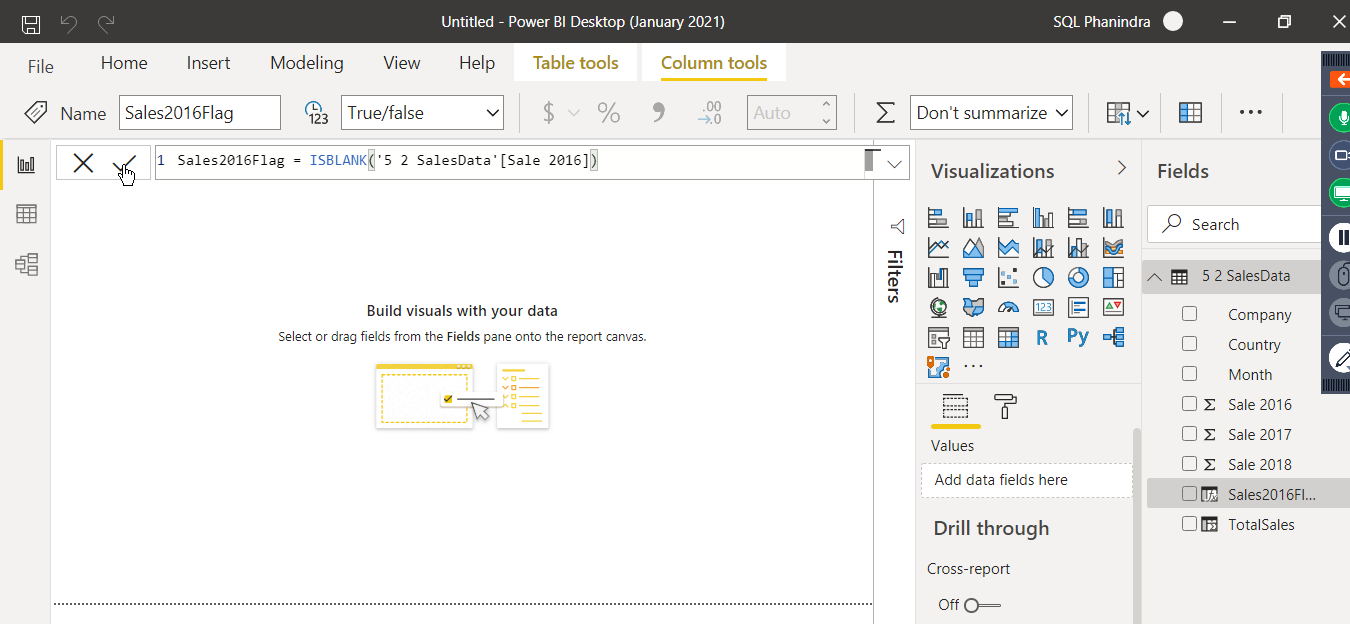 Untitled - Power BI Desktop (January 2021)
SQL Phanindra
File
Home
Insert
Modeling
View
Help
Table tools
Column tools
Name
Sales2016Flag
123
True/false
$
%
.00
→.0
Auto
Σ
Don't summarize
1 Sales2016Flag = ISBLANK('5 2 SalesData'[Sale 2016])
Build visuals with your data
Select or drag fields from the Fields pane onto the report canvas.
Filters
Visualizations
123
R
Py
Values
Add data fields here
Drill through
Cross-report
Off
Fields
Search
5 2 SalesData
Company
Country
Month
Σ Sale 2016
Σ Sale 2017
Σ Sale 2018
Sales2016Fl...
TotalSales